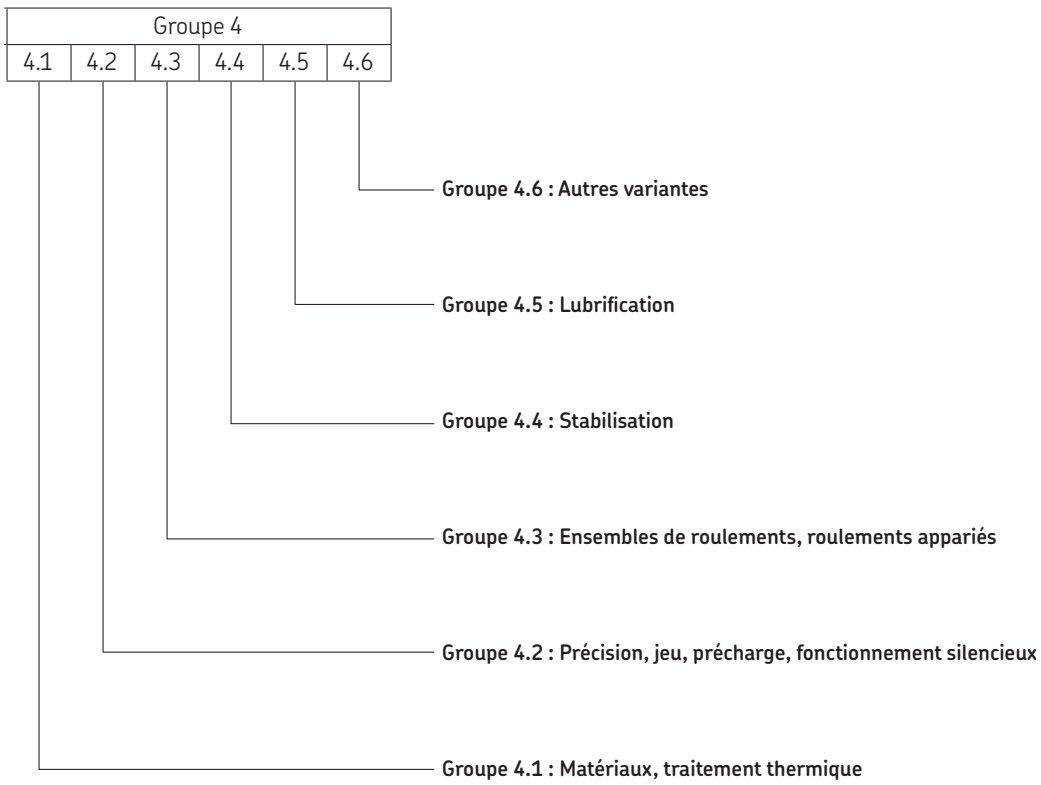 Groupe 4
4.1 4.2 4.3 4.4 4.5 4.6
Groupe 4.6 : Autres variantes
Groupe 4.5 : Lubrification
Groupe 4.4 : Stabilisation
Groupe 4.3 : Ensembles de roulements, roulements appariés
Groupe 4.2 : Précision, jeu, précharge, fonctionnement silencieux
Groupe 4.1 : Matériaux, traitement thermique